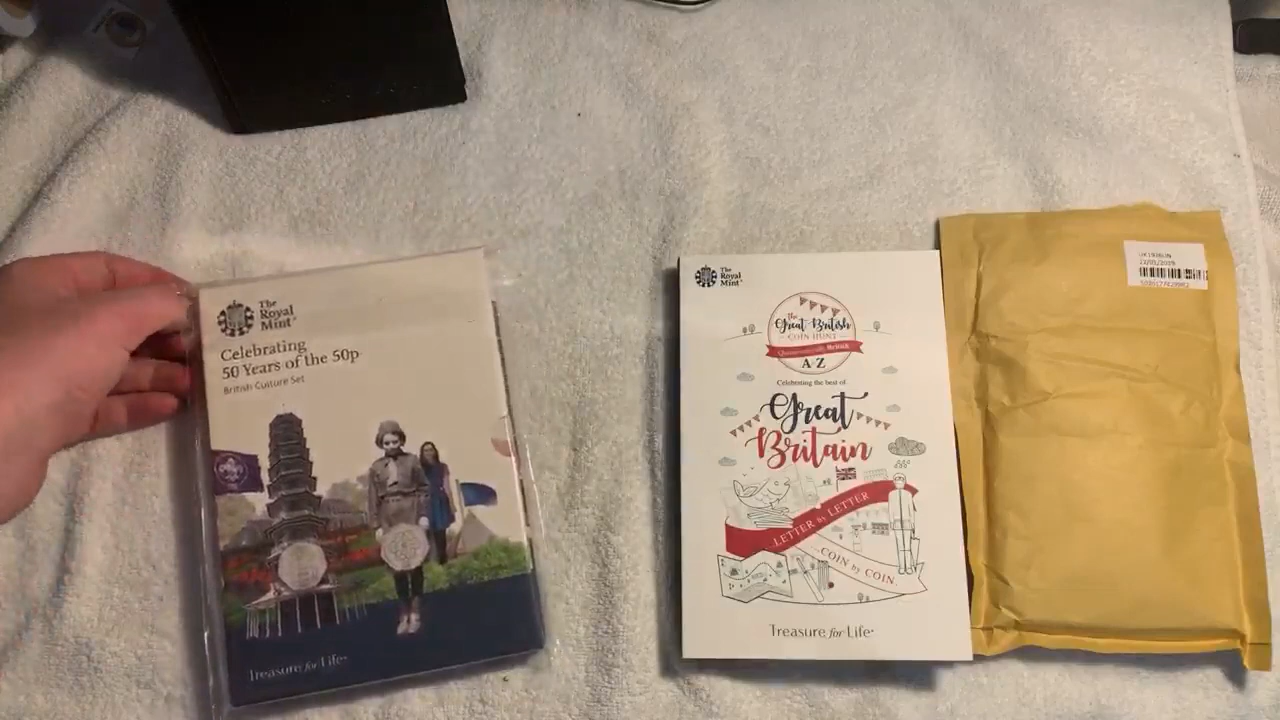 The
Royal
Mint®
Celebrating
50 Years of the 50p
British Culture Set
Treasure for Life®
The
Royal
Mint®
The
Great British
COIN HUNT
Quintessentially British
A-Z
Celebrating the best of
Great
Britain
LETTER by LETTER
COIN by COIN
Treasure for Life®